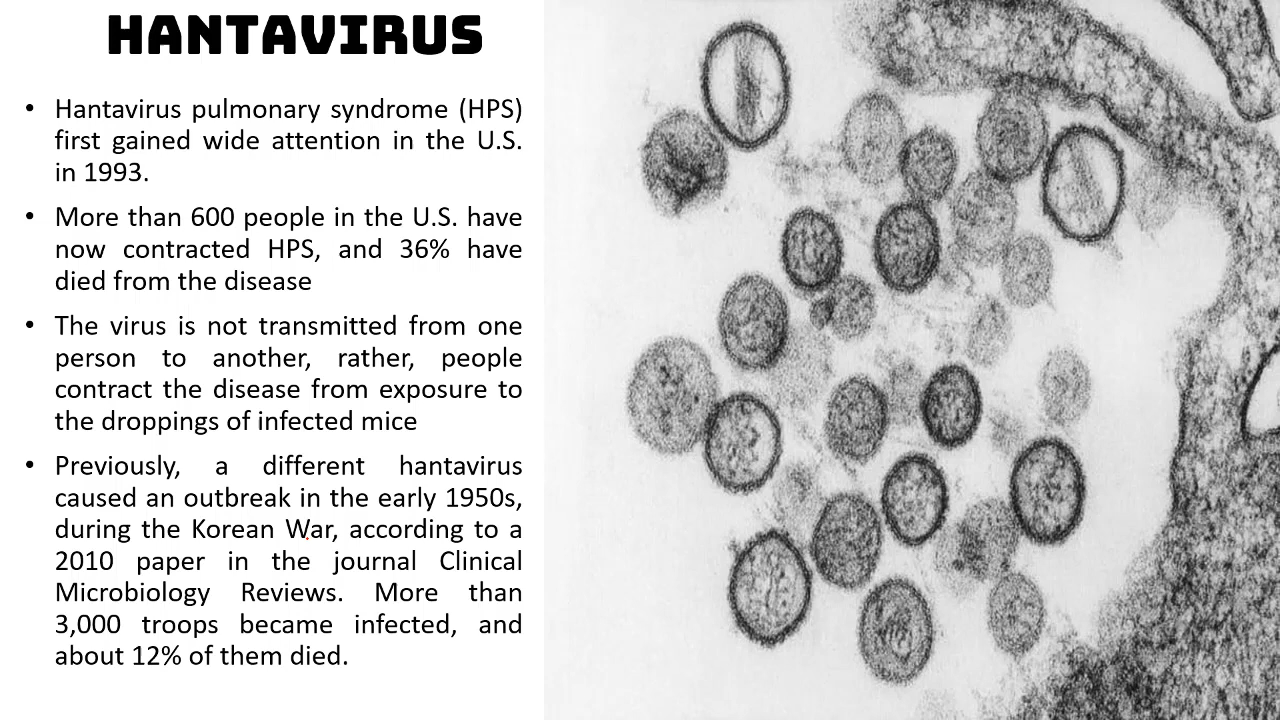 HANTAVIRUS
• Hantavirus pulmonary syndrome (HPS)
first gained wide attention in the U.S.
in 1993.
• More than 600 people in the U.S. have
now contracted HPS, and 36% have
died from the disease
• The virus is not transmitted from one
person to another, rather, people
contract the disease from exposure to
the droppings of infected mice
• Previously, a different hantavirus
caused an outbreak in the early 1950s,
during the Korean War, according to a
2010 paper in the journal Clinical
Microbiology Reviews. More than
3,000 troops became infected, and
about 12% of them died.